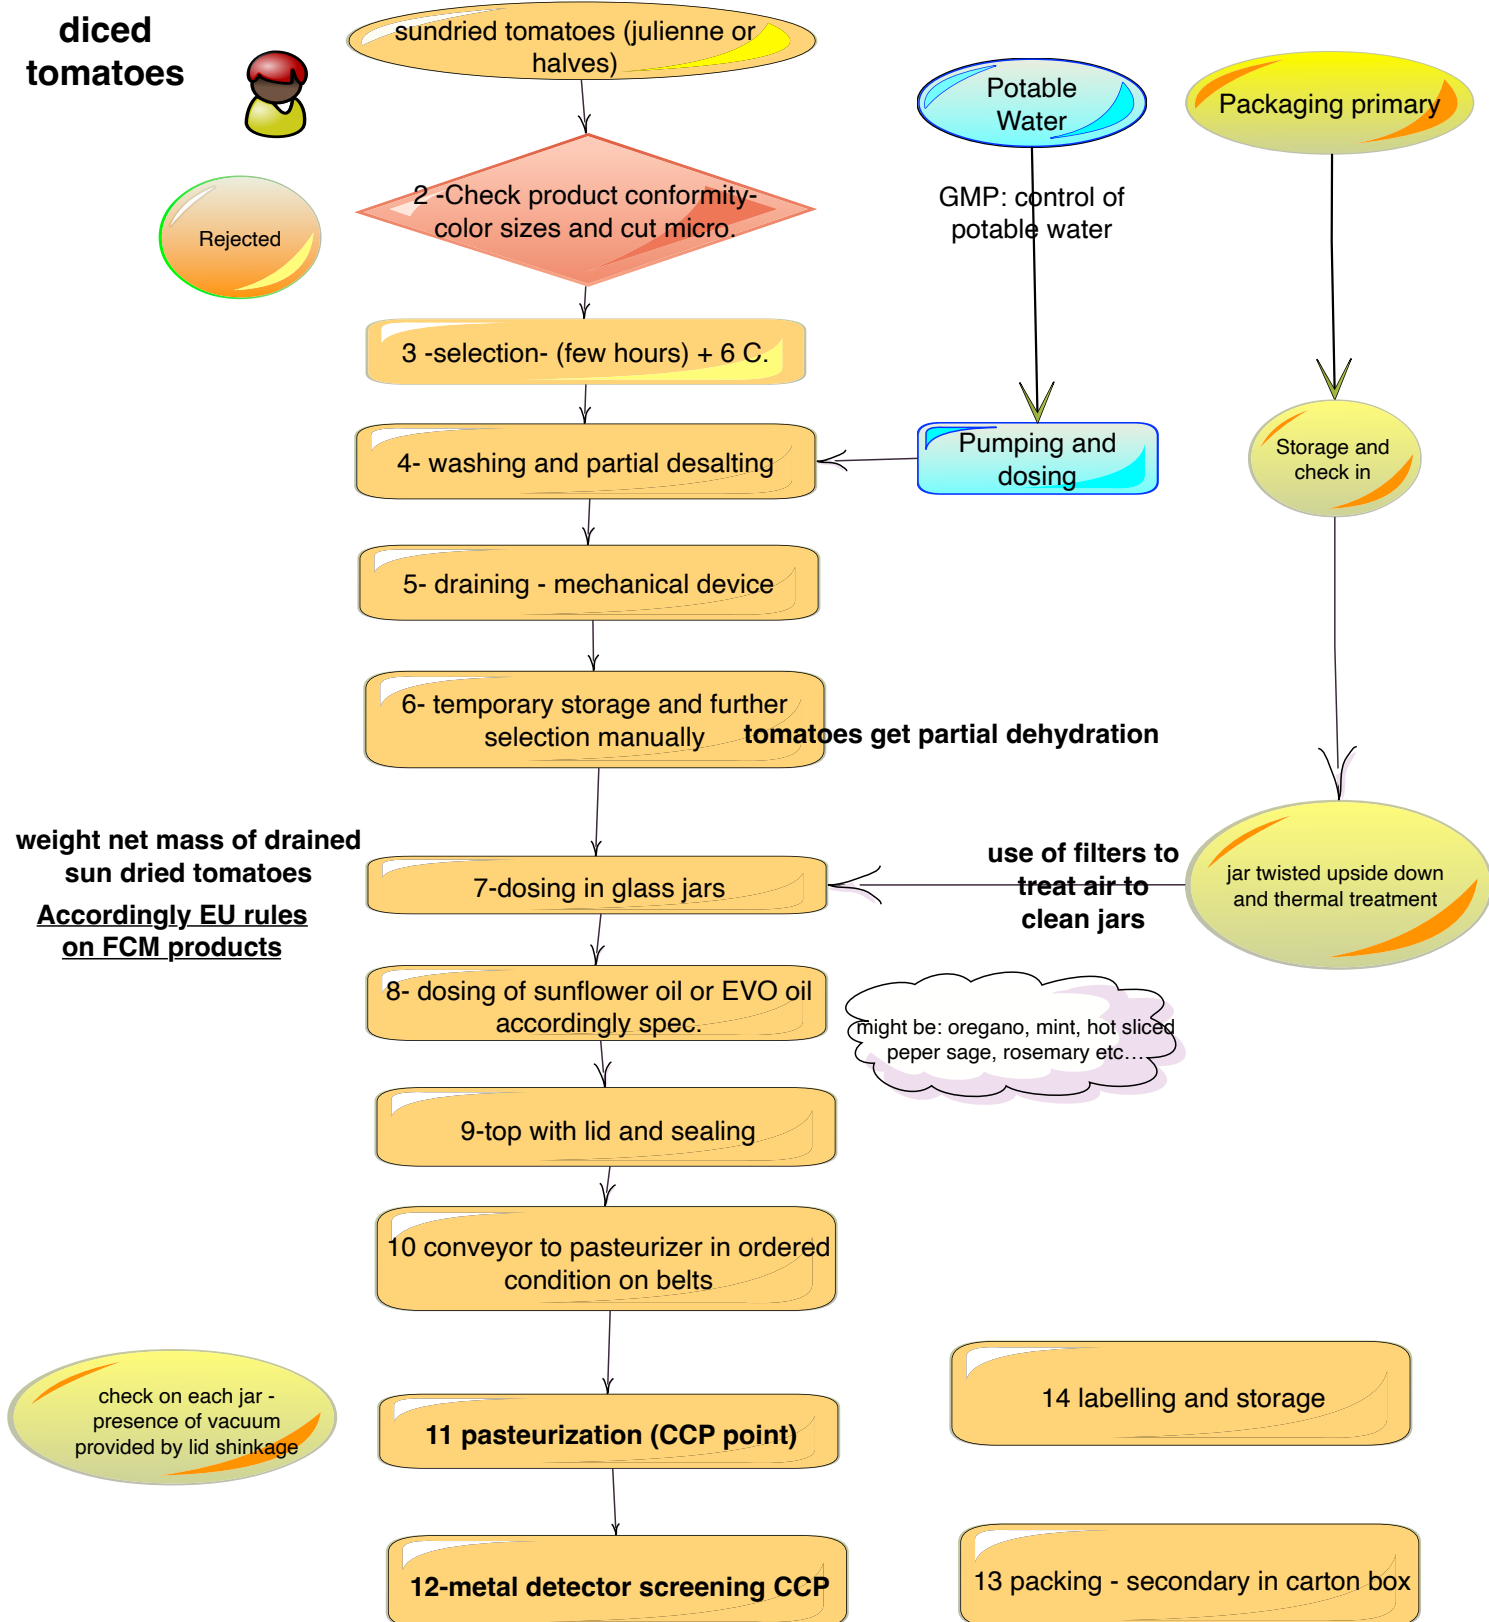 diced
tomatoes
sundried tomatoes (julienne or
halves)
Potable
Water
Packaging primary
2 -Check product conformity-
color sizes and cut micro.
GMP: control of
potable water
Rejected
3 -selection- (few hours) + 6 C.
4- washing and partial desalting
Pumping and
dosing
Storage and
check in
5- draining - mechanical device
6- temporary storage and further
selection manually
tomatoes get partial dehydration
weight net mass of drained
sun dried tomatoes
Accordingly EU rules
on FCM products
7-dosing in glass jars
use of filters to
treat air to
clean jars
jar twisted upside down
and thermal treatment
8- dosing of sunflower oil or EVO oil
accordingly spec.
might be: oregano, mint, hot sliced
peper sage, rosemary etc…
9-top with lid and sealing
10 conveyor to pasteurizer in ordered
condition on belts
check on each jar -
presence of vacuum
provided by lid shinkage
11 pasteurization (CCP point)
14 labelling and storage
12-metal detector screening CCP
13 packing - secondary in carton box